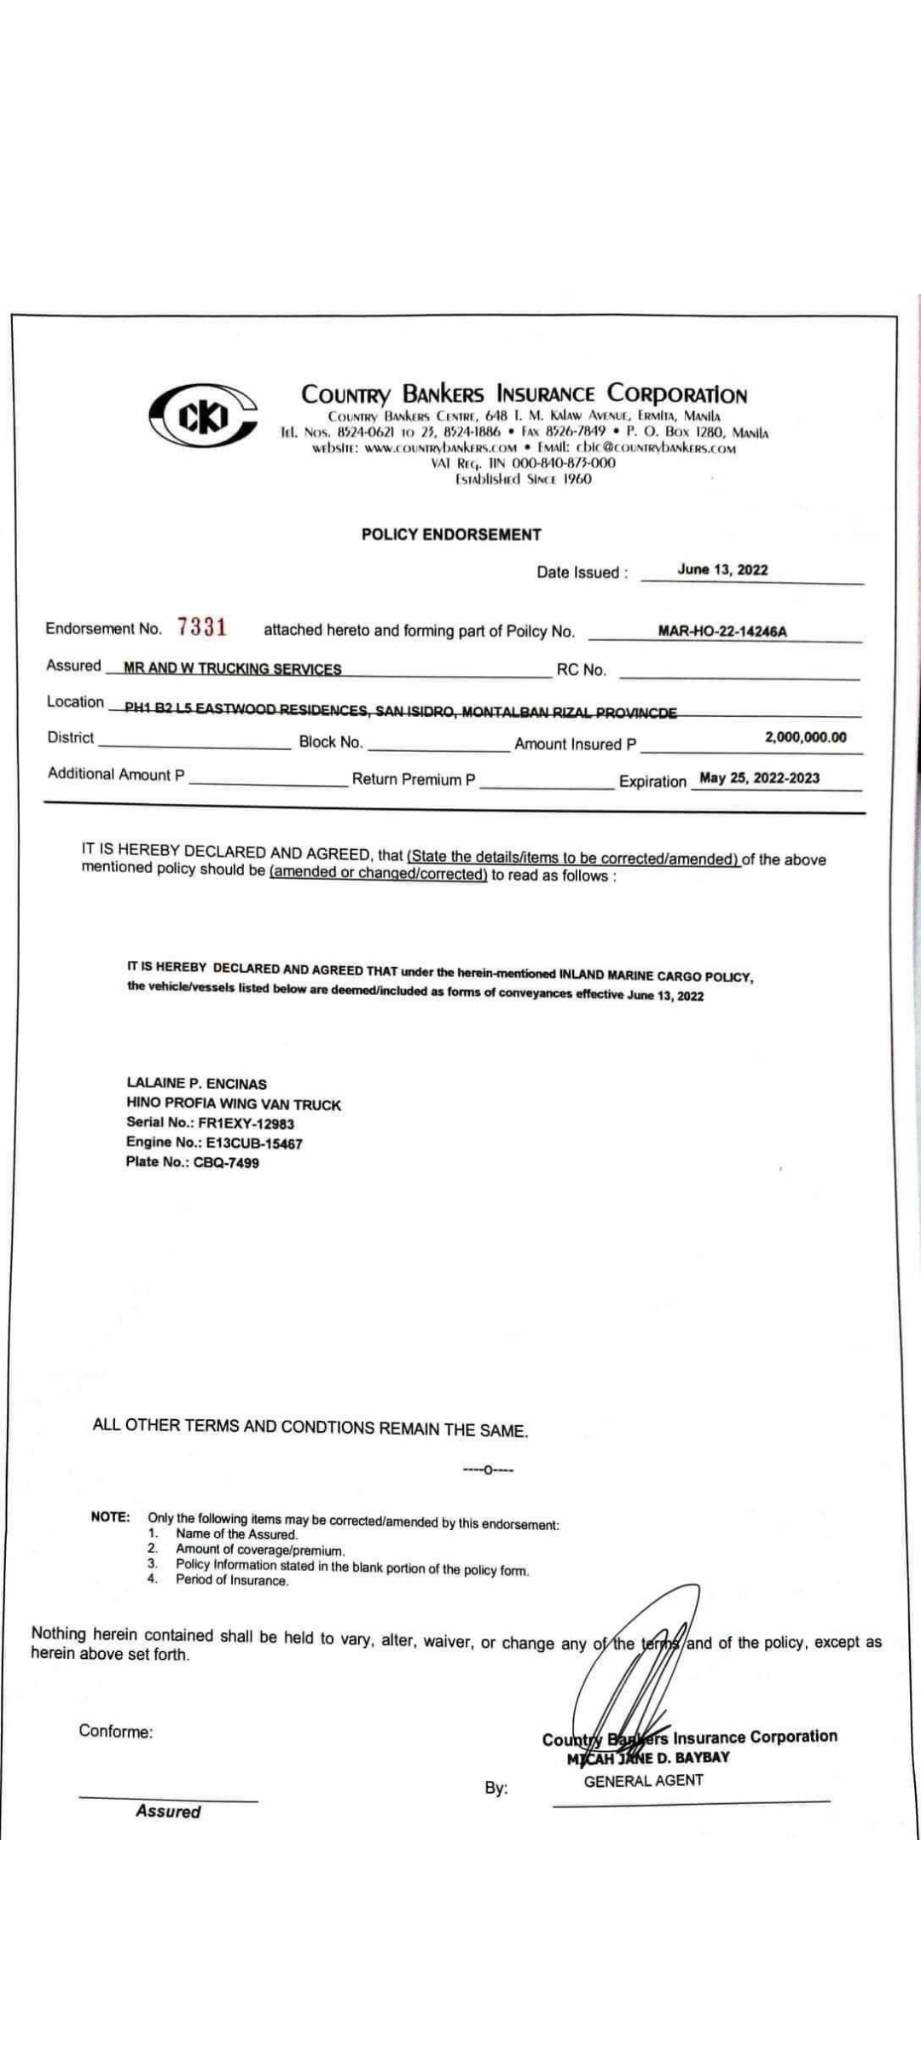 CKI
COUNTRY BANKERS INSURANCE CORPORATION
COUNTRY BANKERS CENTRE, 648 T. M. KALAW AVENUE, ERMITA, MANILA
TEL. NOS. 8524-0621 TO 23, 8524-1886 • FAX 8526-7849 • P. O. BOX 1280, MANILA
WEBSITE: WWW.COUNTRYBANKERS.COM • EMAIL: cbic@COUNTRYBANKERS.COM
VAT REG. TIN 000-840-873-000
ESTABLISHED SINCE 1960
POLICY ENDORSEMENT
Date Issued : June 13, 2022
Endorsement No. 7331 attached hereto and forming part of Poilcy No. MAR-HO-22-14246A
Assured MR AND W TRUCKING SERVICES RC No.
Location PH1 B2 L5 EASTWOOD RESIDENCES, SAN ISIDRO, MONTALBAN RIZAL PROVINCDE
District Block No. Amount Insured P 2,000,000.00
Additional Amount P Return Premium P Expiration May 25, 2022-2023
IT IS HEREBY DECLARED AND AGREED, that (State the details/items to be corrected/amended) of the above
mentioned policy should be (amended or changed/corrected) to read as follows :
IT IS HEREBY DECLARED AND AGREED THAT under the herein-mentioned INLAND MARINE CARGO POLICY,
the vehicle/vessels listed below are deemed/included as forms of conveyances effective June 13, 2022
LALAINE P. ENCINAS
HINO PROFIA WING VAN TRUCK
Serial No.: FR1EXY-12983
Engine No.: E13CUB-15467
Plate No.: CBQ-7499
ALL OTHER TERMS AND CONDTIONS REMAIN THE SAME.
----o----
NOTE: Only the following items may be corrected/amended by this endorsement:
1. Name of the Assured.
2. Amount of coverage/premium.
3. Policy Information stated in the blank portion of the policy form.
4. Period of Insurance.
Nothing herein contained shall be held to vary, alter, waiver, or change any of the terms and of the policy, except as
herein above set forth.
Conforme:
Country Bankers Insurance Corporation
MICAH JANE D. BAYBAY
By: GENERAL AGENT
Assured